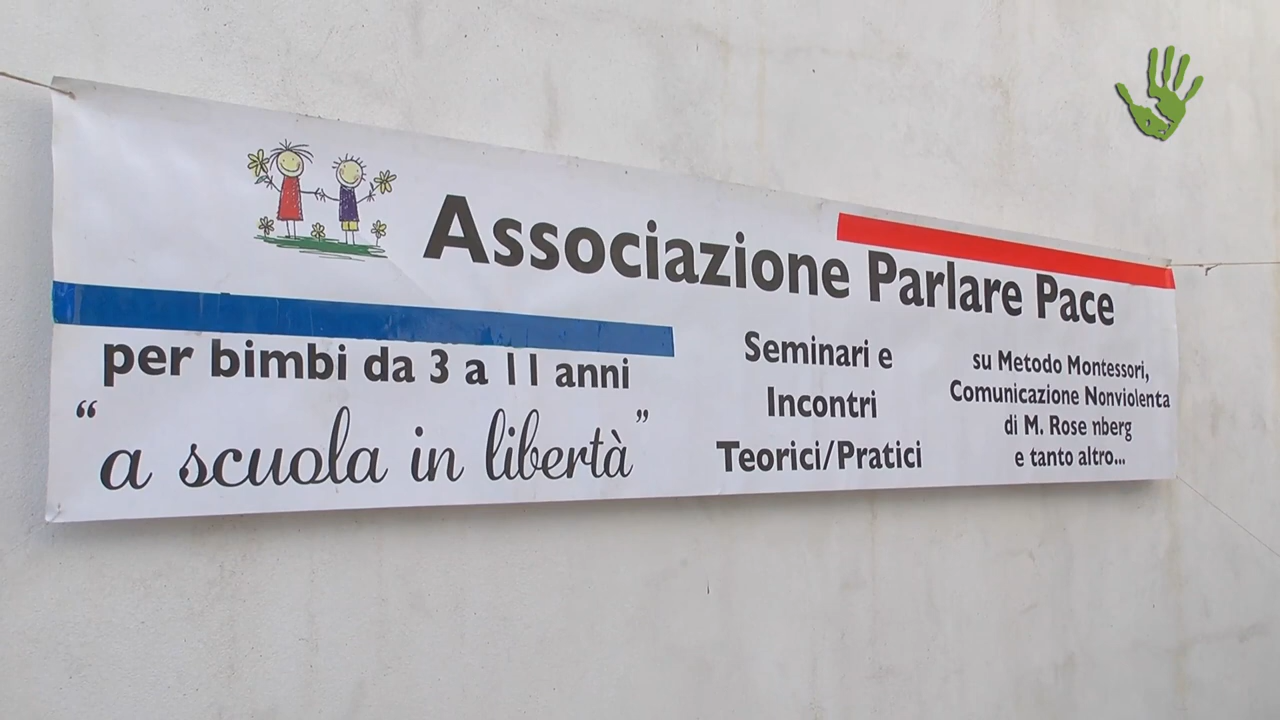 Associazione Parlare Pace
per bimbi da 3 a 11 anni
“a scuola in libertà”
Seminari e
Incontri
Teorici/Pratici
su Metodo Montessori,
Comunicazione Nonviolenta
di M. Rose nberg
e tanto altro...